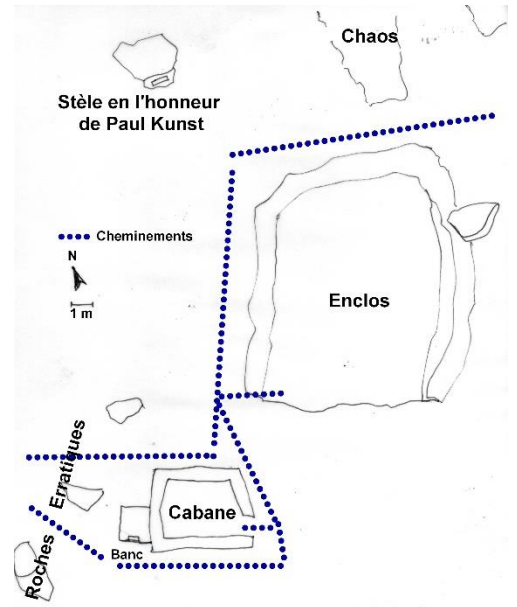 Chaos
Stèle en l'honneur
de Paul Kunst
Cheminements
N
1 m
Enclos
Roches Erratiques
Cabane
Banc